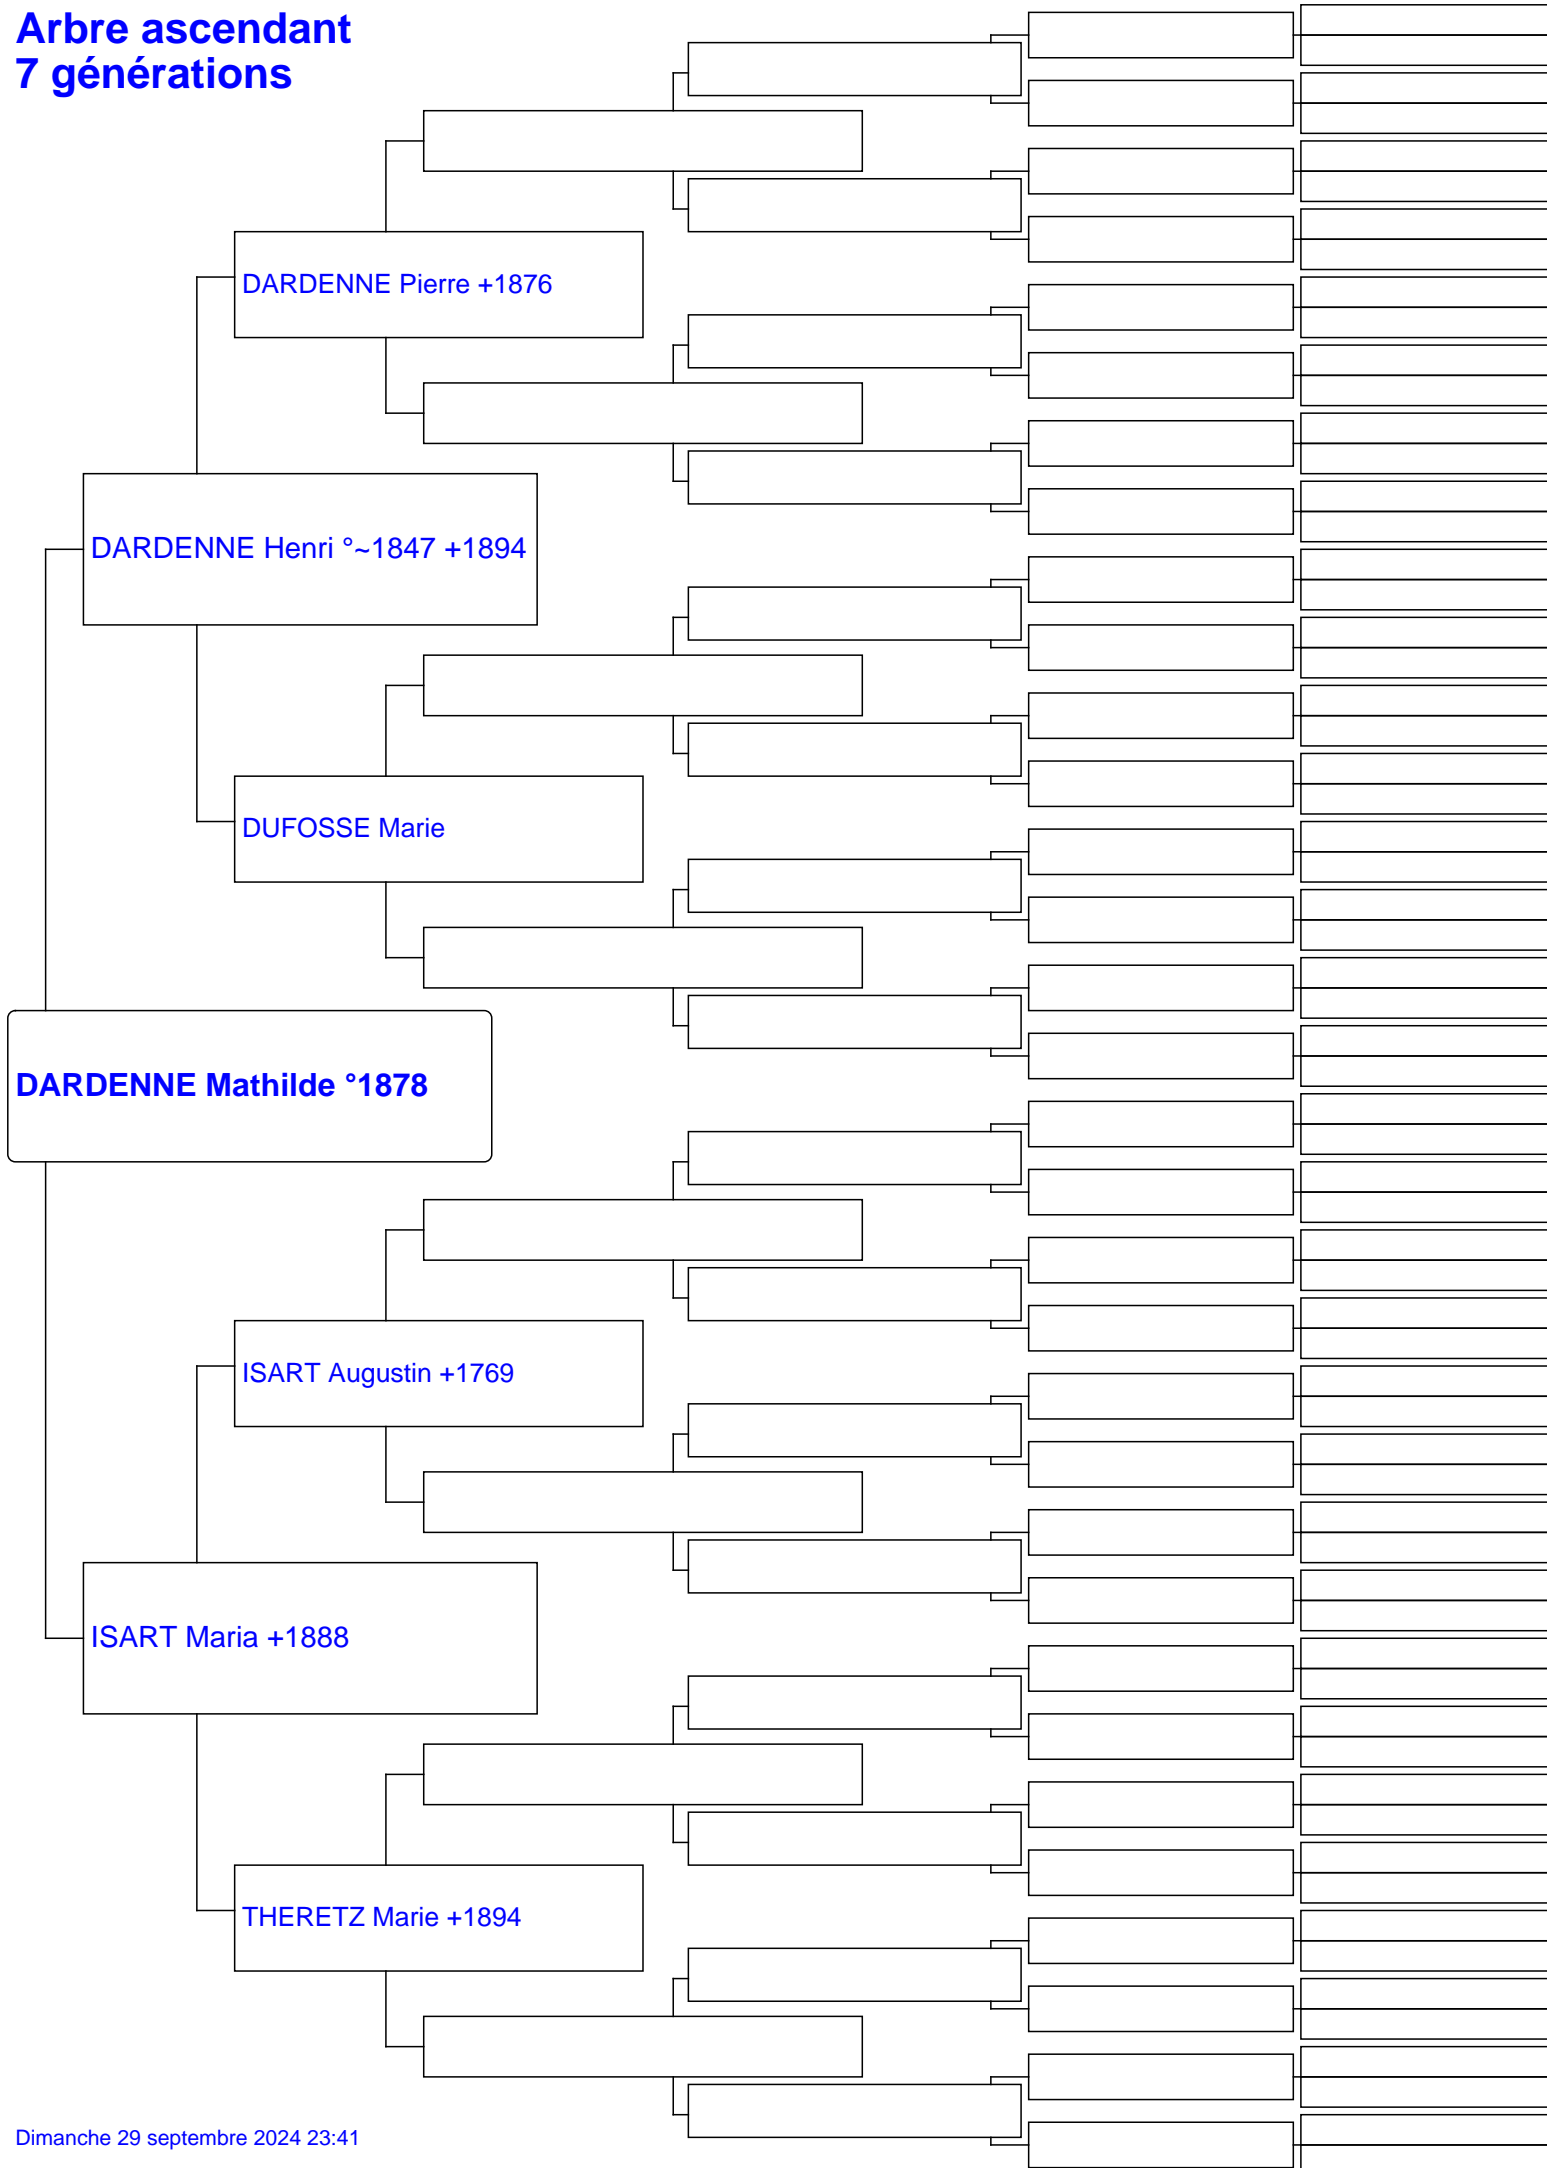 Arbre ascendant
7 générations
DARDENNE Pierre +1876
DARDENNE Henri °~1847 +1894
DUFOSSE Marie
DARDENNE Mathilde °1878
ISART Augustin +1769
ISART Maria +1888
THERETZ Marie +1894
Dimanche 29 septembre 2024 23:41